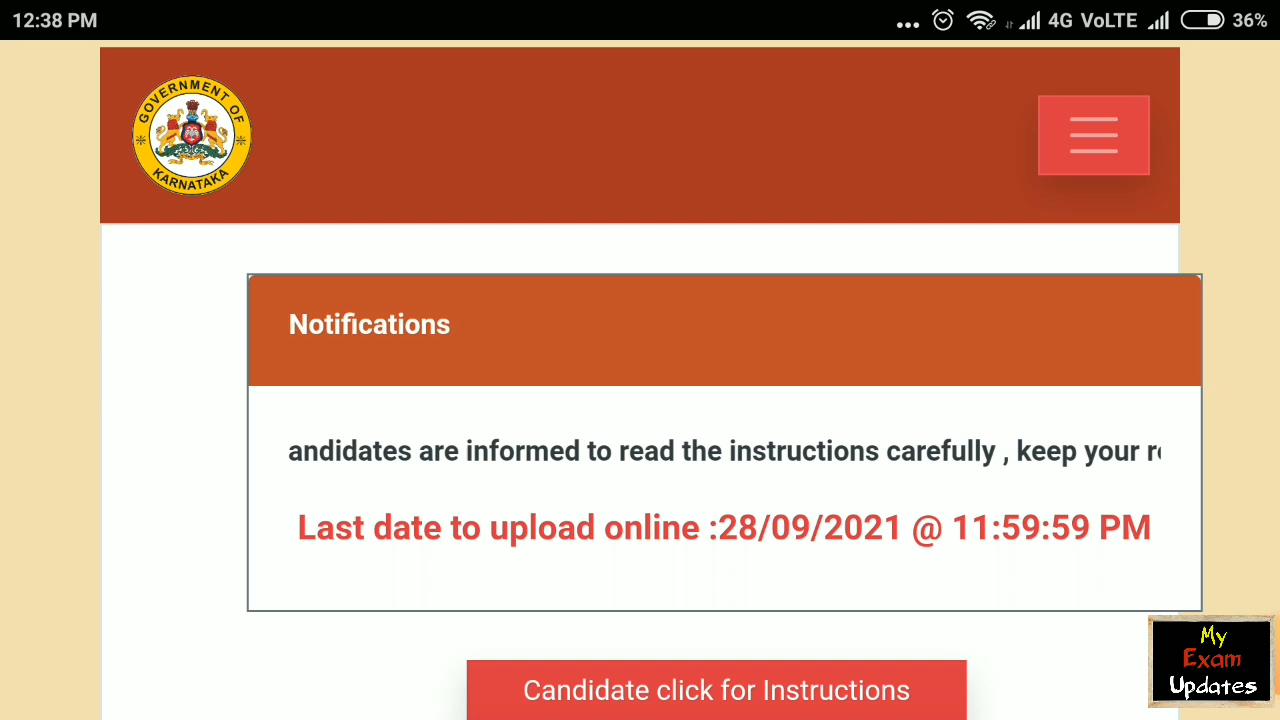 12:38 PM
4G VoLTE
36%
GOVERNMENT OF
KARNATAKA
Notifications
andidates are informed to read the instructions carefully , keep your
Last date to upload online :28/09/2021 @ 11:59:59 PM
Candidate click for Instructions
My
Exam
Updates